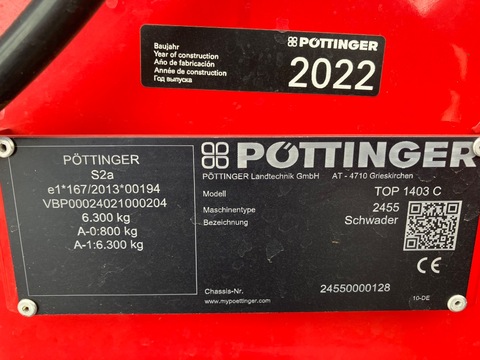 Baujahr
Year of construction
Año de fabricación
Année de construction
Год выпуска
PÖTTINGER
2022
PÖTTINGER
S2a
e1*167/2013*00194
VBP00024021000204
6.300 kg
A-0:800 kg
A-1:6.300 kg
PÖTTINGER
PÖTTINGER Landtechnik GmbH AT - 4710 Grieskirchen
Modell TOP 1403 C
Maschinentype 2455
Bezeichnung Schwader
Chassis-Nr. 24550000128
www.mypoettinger.com 10-DE
CE